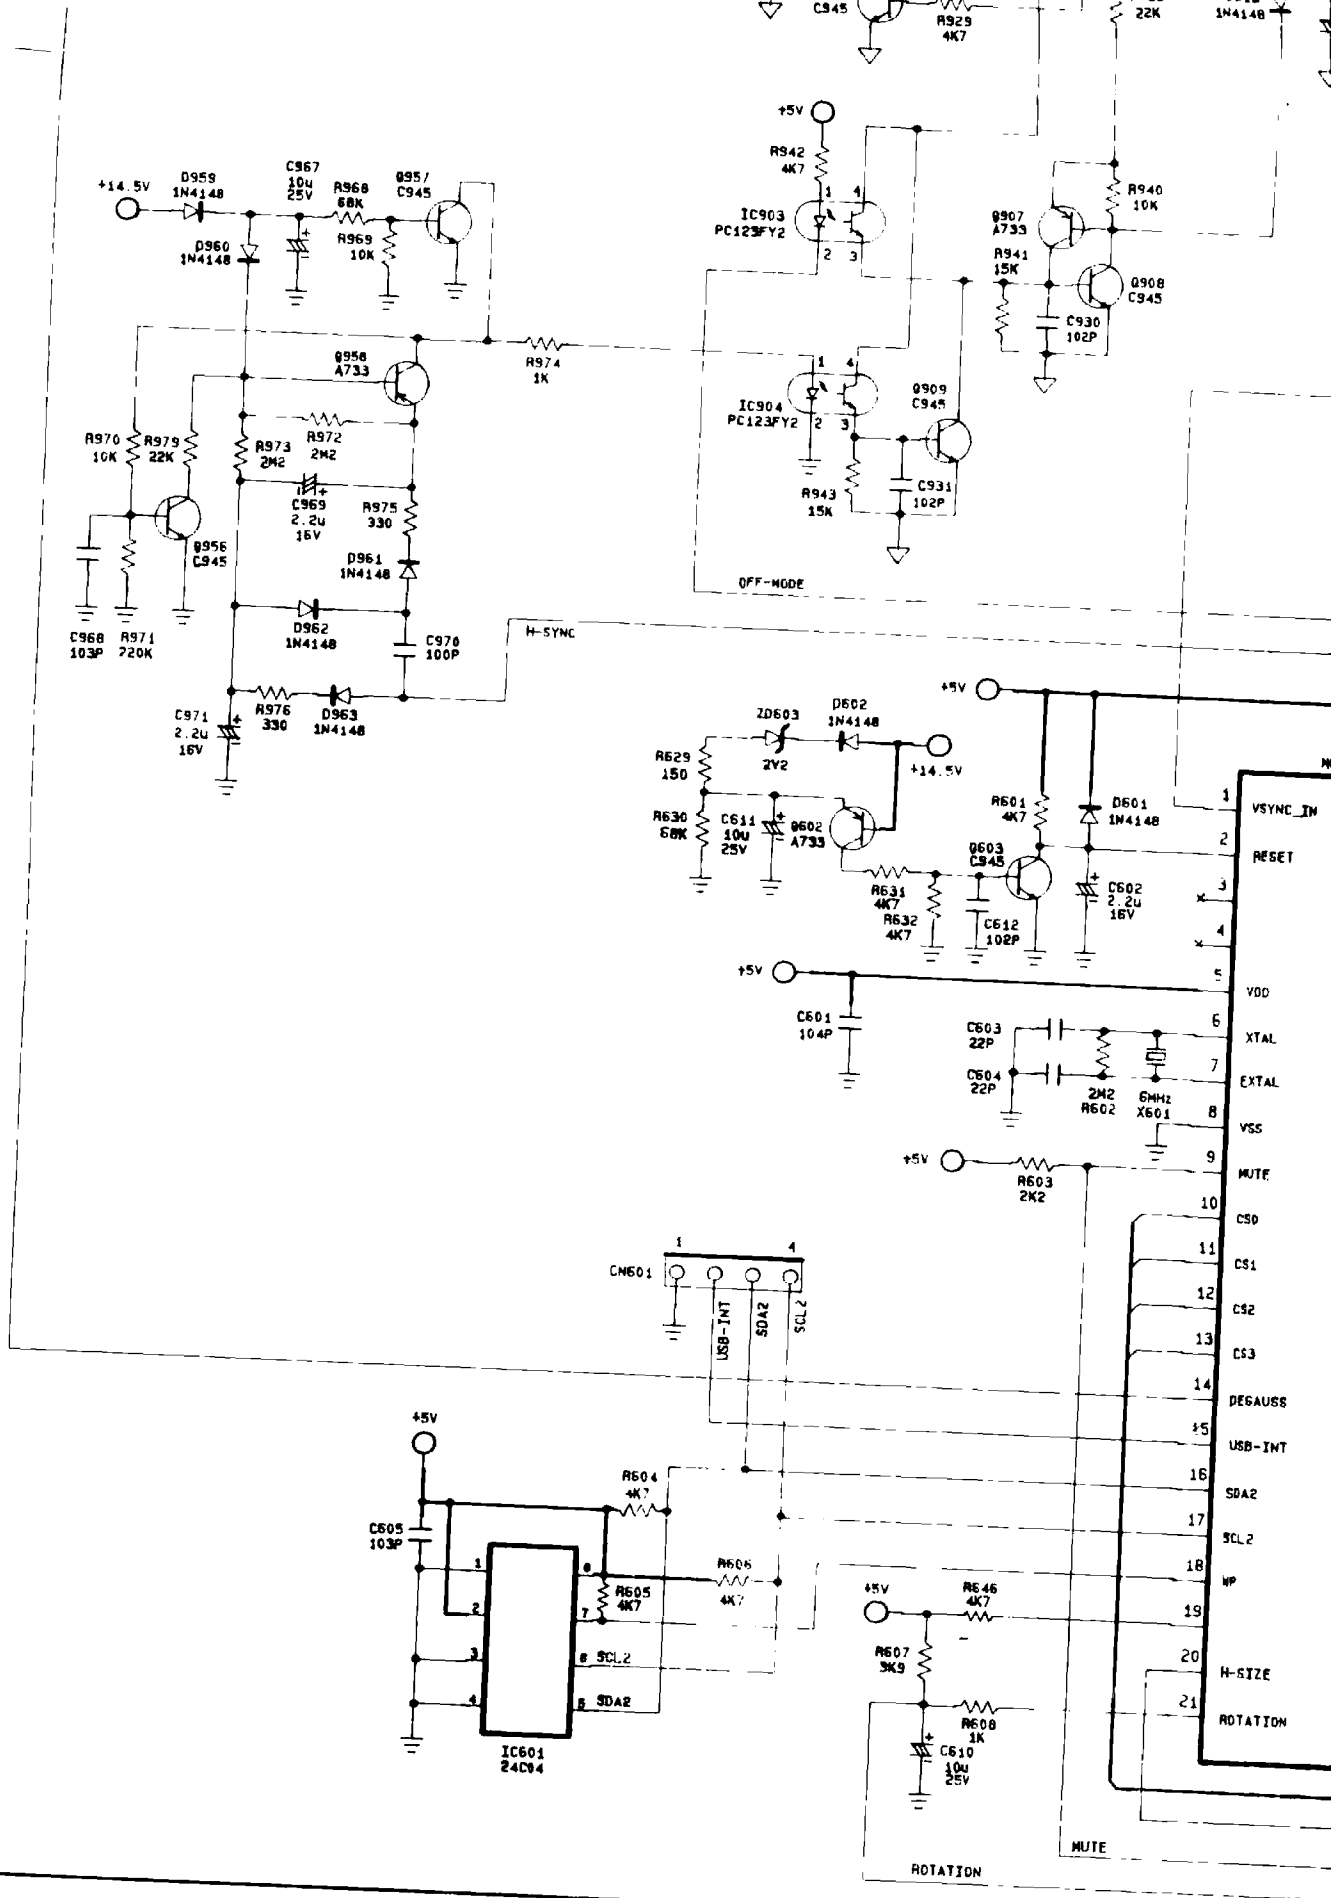 C945
R929
4K7
22K
1N4148
+5V
R942
4K7
1
4
IC903
PC123FY2
2
3
R940
10K
Q907
A733
R941
15K
Q908
C945
C930
102P
+14.5V
D959
1N4148
C967
10u
25V
R968
68K
Q957
C945
R969
10K
D960
1N4148
Q958
A733
R974
1K
1
4
IC904
PC123FY2
2
3
Q909
C945
R943
15K
C931
102P
R970
10K
R979
22K
R973
2M2
R972
2M2
C969
2.2u
16V
R975
330
Q956
C945
D961
1N4148
C968
103P
R971
220K
D962
1N4148
C970
100P
OFF-MODE
H-SYNC
C971
2.2u
16V
R976
330
D963
1N4148
+5V
ZD603
2V2
D602
1N4148
+14.5V
R629
150
R630
68K
C611
10u
25V
Q602
A733
R631
4K7
R632
4K7
R601
4K7
Q603
C945
C612
102P
D601
1N4148
C602
2.2u
16V
1
VSYNC_IN
2
RESET
3
4
+5V
C601
104P
5
VDD
C603
22P
C604
22P
2M2
R602
6MHz
X601
6
XTAL
7
EXTAL
8
VSS
+5V
R603
2K2
9
MUTE
10
CS0
11
CS1
12
CS2
13
CS3
CN601
1
4
USB-INT
SDA2
SCL2
14
DEGAUSS
15
USB-INT
16
SDA2
17
SCL2
18
WP
19
20
H-SIZE
21
ROTATION
+5V
C605
103P
R604
4K7
R605
4K7
R606
4K7
1
2
3
4
8
7
6
SCL2
5
SDA2
IC601
24C04
+5V
R646
4K7
R607
3K9
R608
1K
C610
10u
25V
MUTE
ROTATION